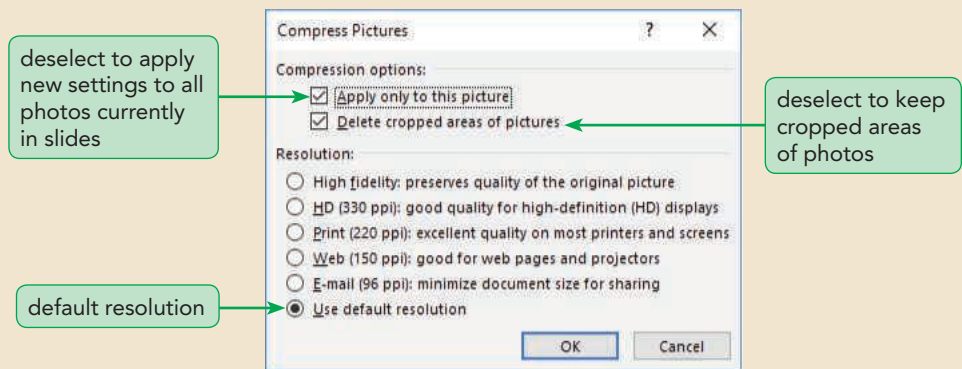 Compress Pictures ? X
deselect to apply
new settings to all
photos currently
in slides
Compression options:
Apply only to this picture
Delete cropped areas of pictures
deselect to keep
cropped areas
of photos
Resolution:
High fidelity: preserves quality of the original picture
HD (330 ppi): good quality for high-definition (HD) displays
Print (220 ppi): excellent quality on most printers and screens
Web (150 ppi): good for web pages and projectors
E-mail (96 ppi): minimize document size for sharing
default resolution
Use default resolution
OK Cancel